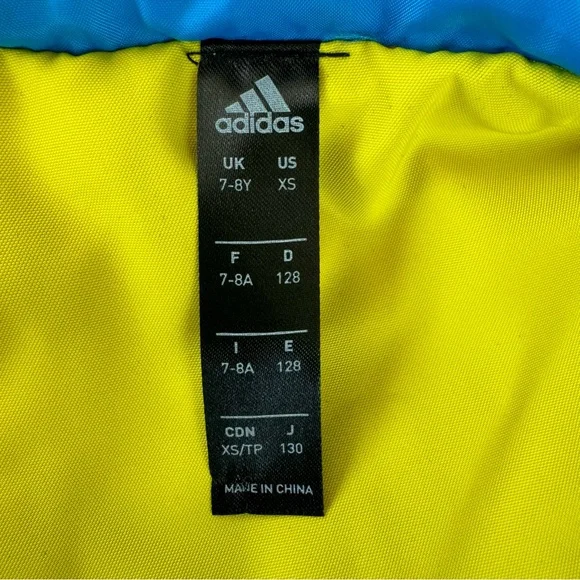 adidas
UK US
7-8Y XS
F D
7-8A 128
I E
7-8A 128
CDN J
XS/TP 130
MADE IN CHINA